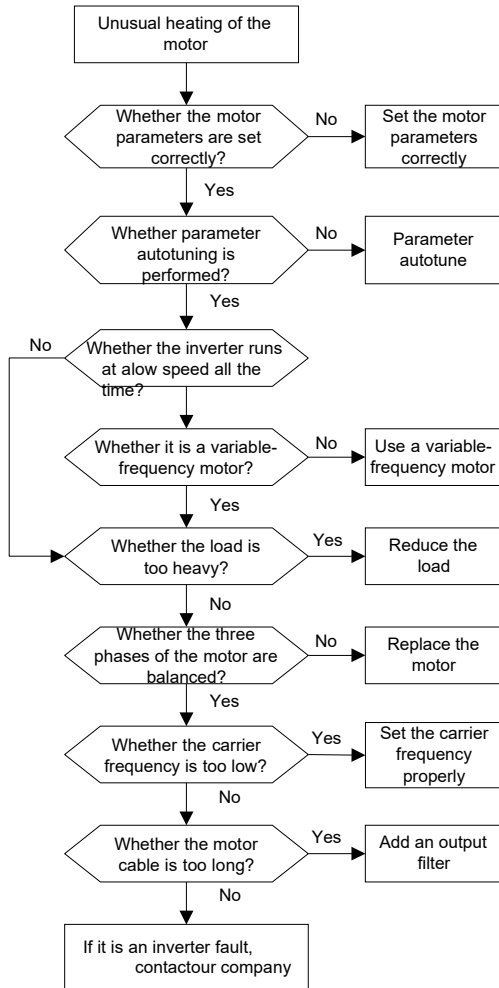 Unusual heating of the
motor
Whether the motor
parameters are set
correctly?
No
Set the motor
parameters
correctly
Yes
Whether parameter
autotuning is
performed?
No
Parameter
autotune
Yes
No
Whether the inverter runs
at alow speed all the
time?
Whether it is a variable-
frequency motor?
No
Use a variable-
frequency motor
Yes
Whether the load is
too heavy?
Yes
Reduce the
load
No
Whether the three
phases of the motor are
balanced?
No
Replace the
motor
Yes
Whether the carrier
frequency is too low?
Yes
Set the carrier
frequency
properly
No
Whether the motor
cable is too long?
Yes
Add an output
filter
No
If it is an inverter fault,
contactour company